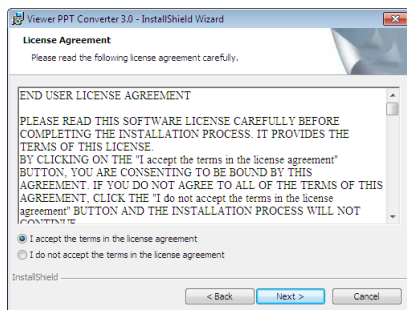 Viewer PPT Converter 3.0 - InstallShield Wizard
License Agreement
Please read the following license agreement carefully.
END USER LICENSE AGREEMENT
PLEASE READ THIS SOFTWARE LICENSE CAREFULLY BEFORE
COMPLETING THE INSTALLATION PROCESS. IT PROVIDES THE
TERMS OF THIS LICENSE.
BY CLICKING ON THE "I accept the terms in the license agreement"
BUTTON, YOU ARE CONSENTING TO BE BOUND BY THIS
AGREEMENT. IF YOU DO NOT AGREE TO ALL OF THE TERMS OF THIS
AGREEMENT, CLICK THE "I do not accept the terms in the license
agreement" BUTTON AND THE INSTALLATION PROCESS WILL NOT
CONTINUE
I accept the terms in the license agreement
I do not accept the terms in the license agreement
InstallShield
< Back
Next >
Cancel